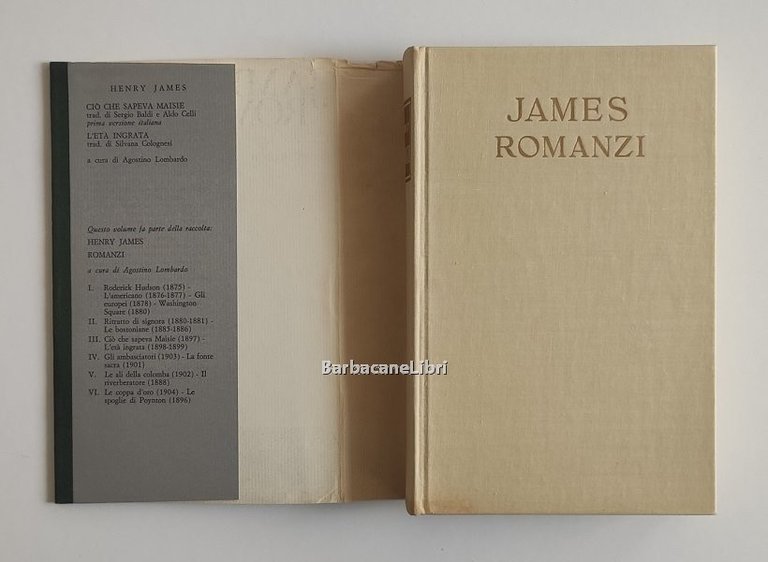 HENRY JAMES
CIÒ CHE SAPEVA MAISIE
trad. di Sergio Baldi e Aldo Celli
prima versione italiana
L'ETÀ INGRATA
trad. di Silvana Colognesi
a cura di Agostino Lombardo
Questo volume fa parte della raccolta:
HENRY JAMES
ROMANZI
a cura di Agostino Lombardo
I. Roderick Hudson (1875) -
L'americano (1876-1877) - Gli
europei (1878) - Washington
Square (1880)
II. Ritratto di signora (1880-1881) -
Le bostoniane (1885-1886)
III. Ciò che sapeva Maisie (1897) -
L'età ingrata (1898-1899)
IV. Gli ambasciatori (1903) - La fonte
sacra (1901)
V. Le ali della colomba (1902) - Il
riverberatore (1888)
VI. La coppa d'oro (1904) - Le
spoglie di Poynton (1896)
JAMES
ROMANZI
BarbacaneLibri